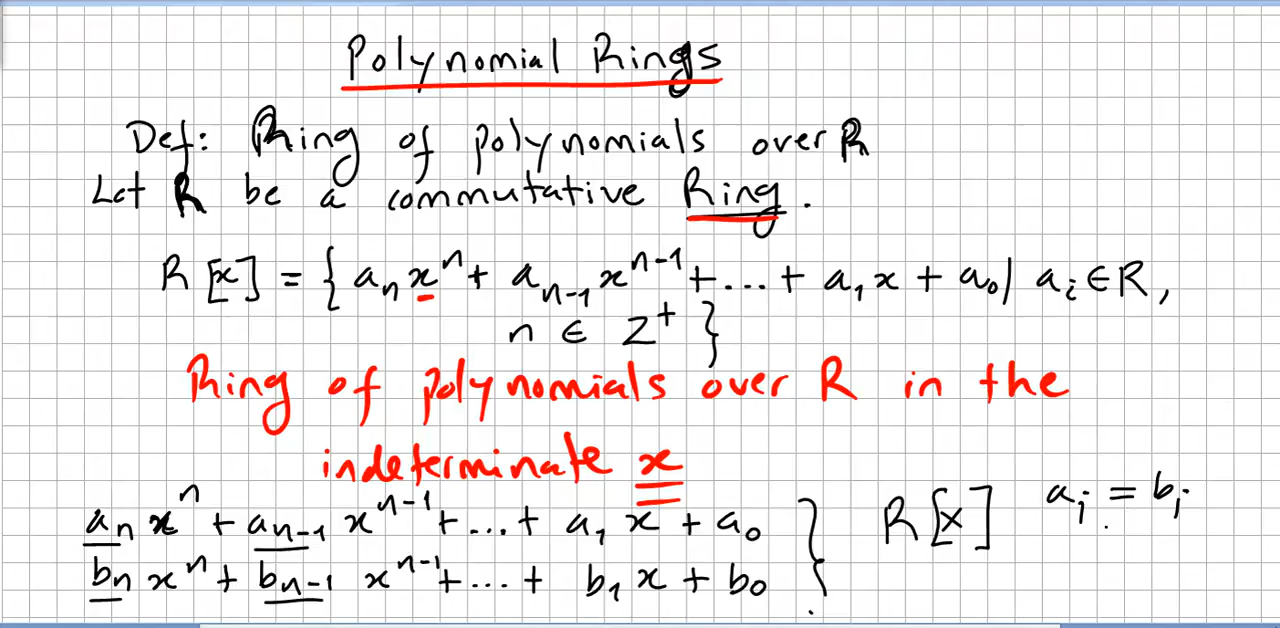 Polynomial Rings
Def: Ring of polynomials over R
Let R be a commutative Ring.
R[x] = { aₙxⁿ + aₙ₋₁xⁿ⁻¹ + ... + a₁x + a₀ | aᵢ ∈ R,
n ∈ Z⁺ }
Ring of polynomials over R in the
indeterminate x
aₙxⁿ + aₙ₋₁xⁿ⁻¹ + ... + a₁x + a₀ } R[x] aᵢ = bᵢ
bₙxⁿ + bₙ₋₁xⁿ⁻¹ + ... + b₁x + b₀